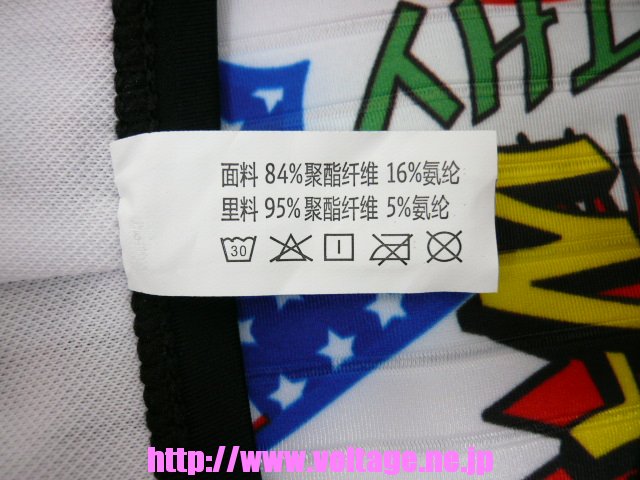 面料 84%聚酯纤维 16%氨纶
里料 95%聚酯纤维 5%氨纶
30
http://www.voltage.ne.jp